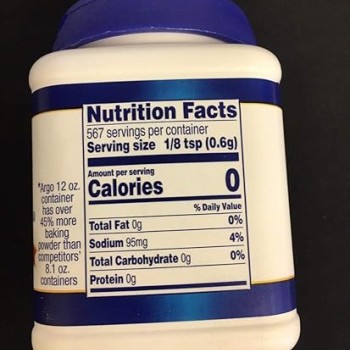 Nutrition Facts
567 servings per container
Serving size 1/8 tsp (0.6g)
Amount per serving
Calories 0
% Daily Value
Total Fat 0g 0%
Sodium 95mg 4%
Total Carbohydrate 0g 0%
Protein 0g
*Argo 12 oz.
container
has over
45% more
baking
powder than
competitors'
8.1 oz.
containers